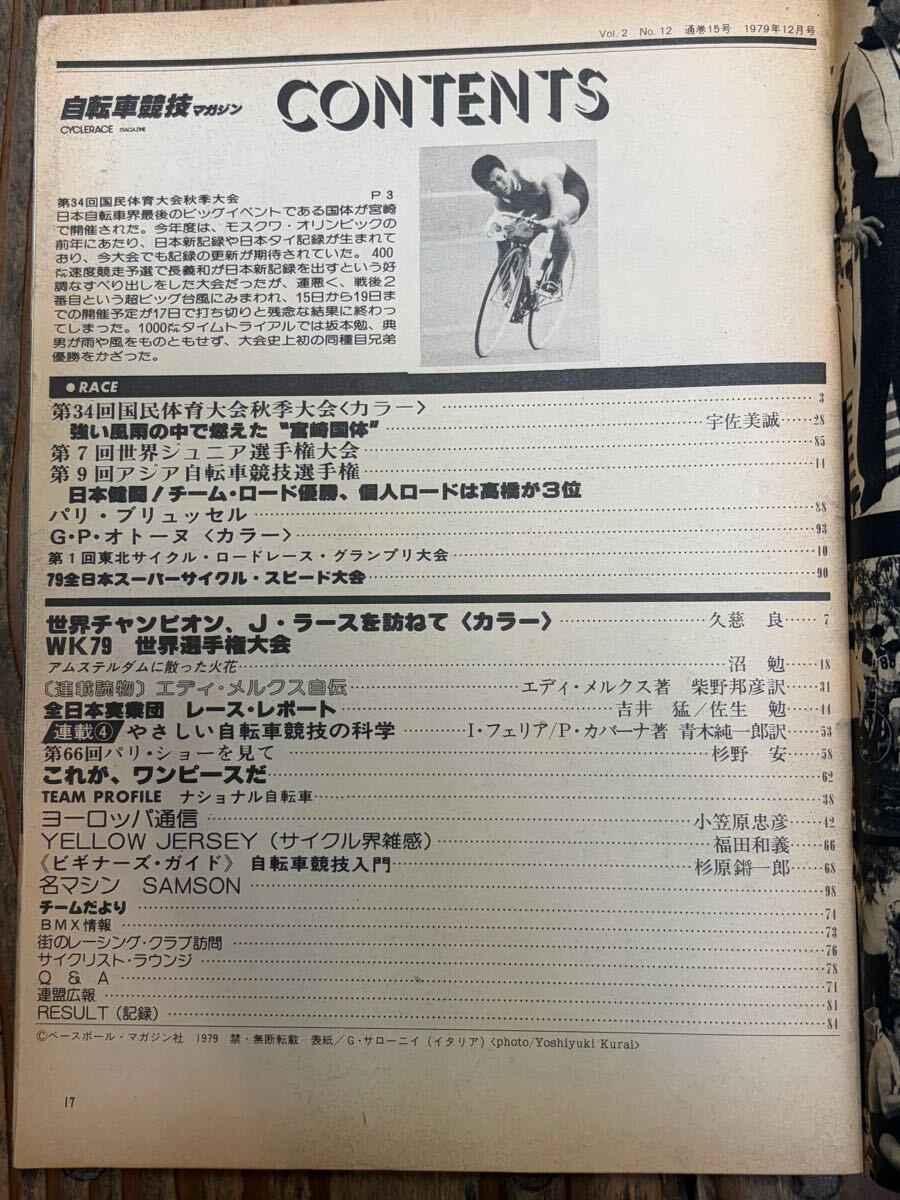 Vol.2 No.12 通巻15号 1979年12月号
自転車競技マガジン
CYCLERACE MAGAZINE
CONTENTS
第34回国民体育大会秋季大会 P3
日本自転車界最後のビッグイベントである国体が宮崎
で開催された。今年度は、モスクワ・オリンピックの
前年にあたり、日本新記録や日本タイ記録が生まれて
おり、今大会でも記録の更新が期待されていた。400
㍍速度競走予選で長義和が日本新記録を出すという好
調なすべり出しをした大会だったが、運悪く、戦後2
番目という超ビッグ台風にみまわれ、15日から19日ま
での開催予定が17日で打ち切りと残念な結果に終わっ
てしまった。1000㍍タイムトライアルでは坂本勉、典
男が雨や風をものともせず、大会史上初の同種目兄弟
優勝をかざった。
●RACE
第34回国民体育大会秋季大会〈カラー〉……3
強い風雨の中で燃えた“宮崎国体”……宇佐美誠……28
第7回世界ジュニア選手権大会……85
第9回アジア自転車競技選手権……14
日本健闘!チーム・ロード優勝、個人ロードは高橋が3位
パリ・ブリュッセル……88
G・P・オトーヌ〈カラー〉……93
第1回東北サイクル・ロードレース・グランプリ大会……10
79全日本スーパーサイクル・スピード大会……90
世界チャンピオン、J・ラースを訪ねて〈カラー〉……久慈 良……7
WK79 世界選手権大会
アムステルダムに散った火花……沼 勉……18
〔連載読物〕エディ・メルクス自伝……エディ・メルクス著 柴野邦彦訳……31
全日本実業団 レース・レポート……吉井 猛/佐生 勉……44
連載④ やさしい自転車競技の科学……I・フェリア/P・カバーナ著 青木純一郎訳……53
第66回パリ・ショーを見て……杉野 安……58
これが、ワンピースだ……62
TEAM PROFILE ナショナル自転車……38
ヨーロッパ通信……小笠原忠彦……42
YELLOW JERSEY(サイクル界雑感)……福田和義……66
《ビギナーズ・ガイド》 自転車競技入門……杉原鏘一郎……68
名マシン SAMSON……98
チームだより……74
BMX情報……73
街のレーシング・クラブ訪問……76
サイクリスト・ラウンジ……78
Q & A……71
連盟広報……81
RESULT(記録)……84
©ベースボール・マガジン社 1979 禁・無断転載 表紙/G・サローニイ(イタリア)〈photo/Yoshiyuki Kurai〉
17